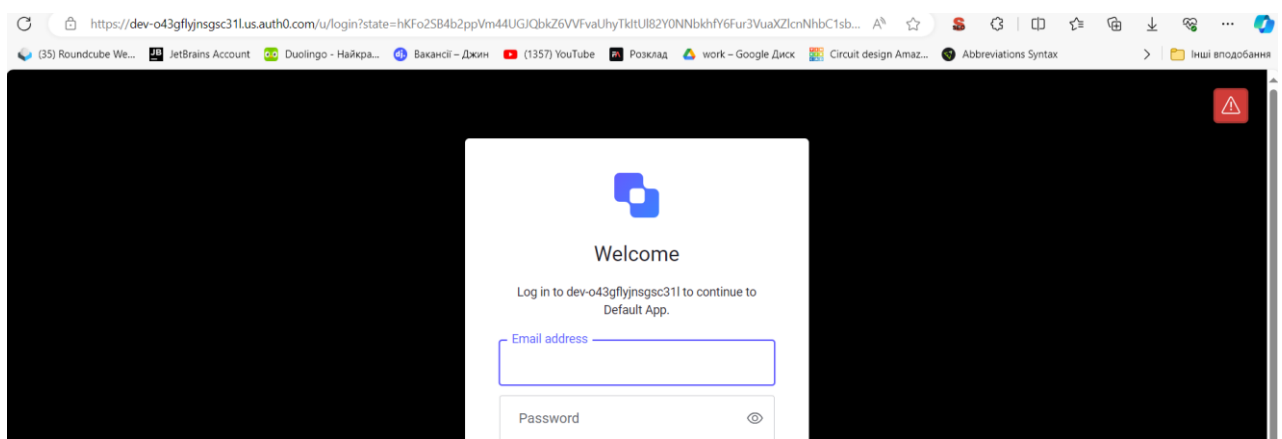 https://dev-o43gflyjnsgsc31l.us.auth0.com/u/login?state=hKFo2SB4b2ppVm44UGJQbkZ6VVFvaUhyTkltUl82Y0NNbkhfY6Fur3VuaXZlcnNhbC1sb...
(35) Roundcube We... JetBrains Account Duolingo - Найкра... Вакансії – Джин (1357) YouTube Розклад work – Google Диск Circuit design Amaz... Abbreviations Syntax Інші вподобання
Welcome
Log in to dev-o43gflyjnsgsc31l to continue to
Default App.
Email address
Password